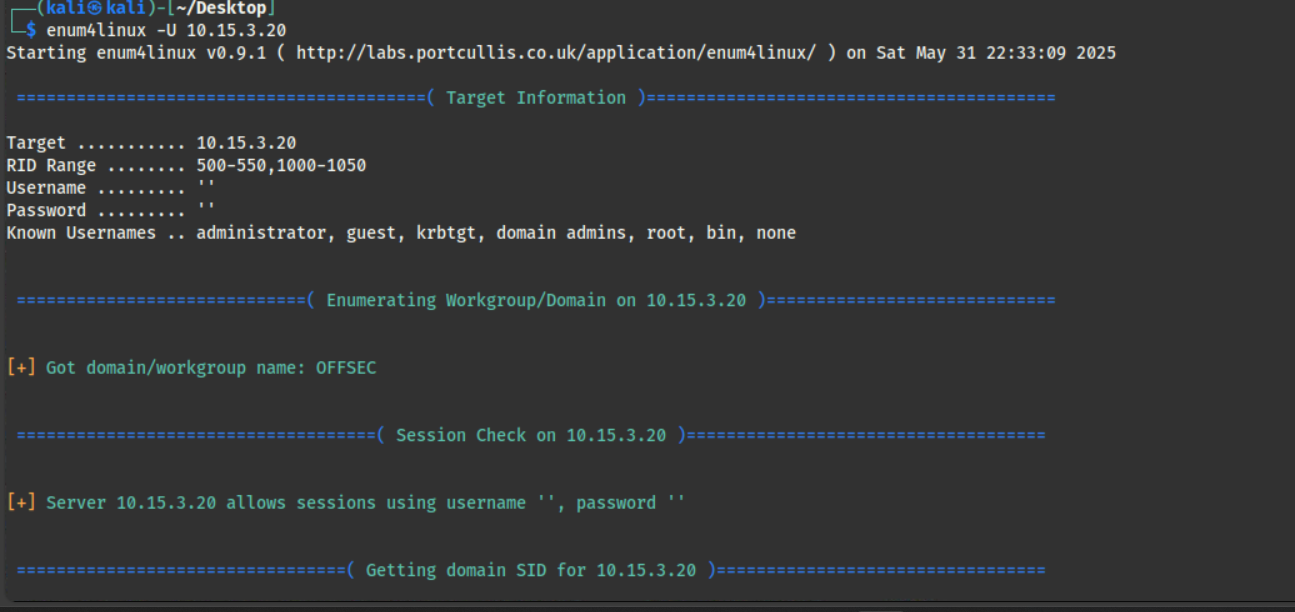 ┌──(kali㉿kali)-[~/Desktop]
└─$ enum4linux -U 10.15.3.20
Starting enum4linux v0.9.1 ( http://labs.portcullis.co.uk/application/enum4linux/ ) on Sat May 31 22:33:09 2025
=========================================( Target Information )=========================================
Target ........... 10.15.3.20
RID Range ........ 500-550,1000-1050
Username ......... ''
Password ......... ''
Known Usernames .. administrator, guest, krbtgt, domain admins, root, bin, none
=============================( Enumerating Workgroup/Domain on 10.15.3.20 )=============================
[+] Got domain/workgroup name: OFFSEC
====================================( Session Check on 10.15.3.20 )====================================
[+] Server 10.15.3.20 allows sessions using username '', password ''
=================================( Getting domain SID for 10.15.3.20 )=================================